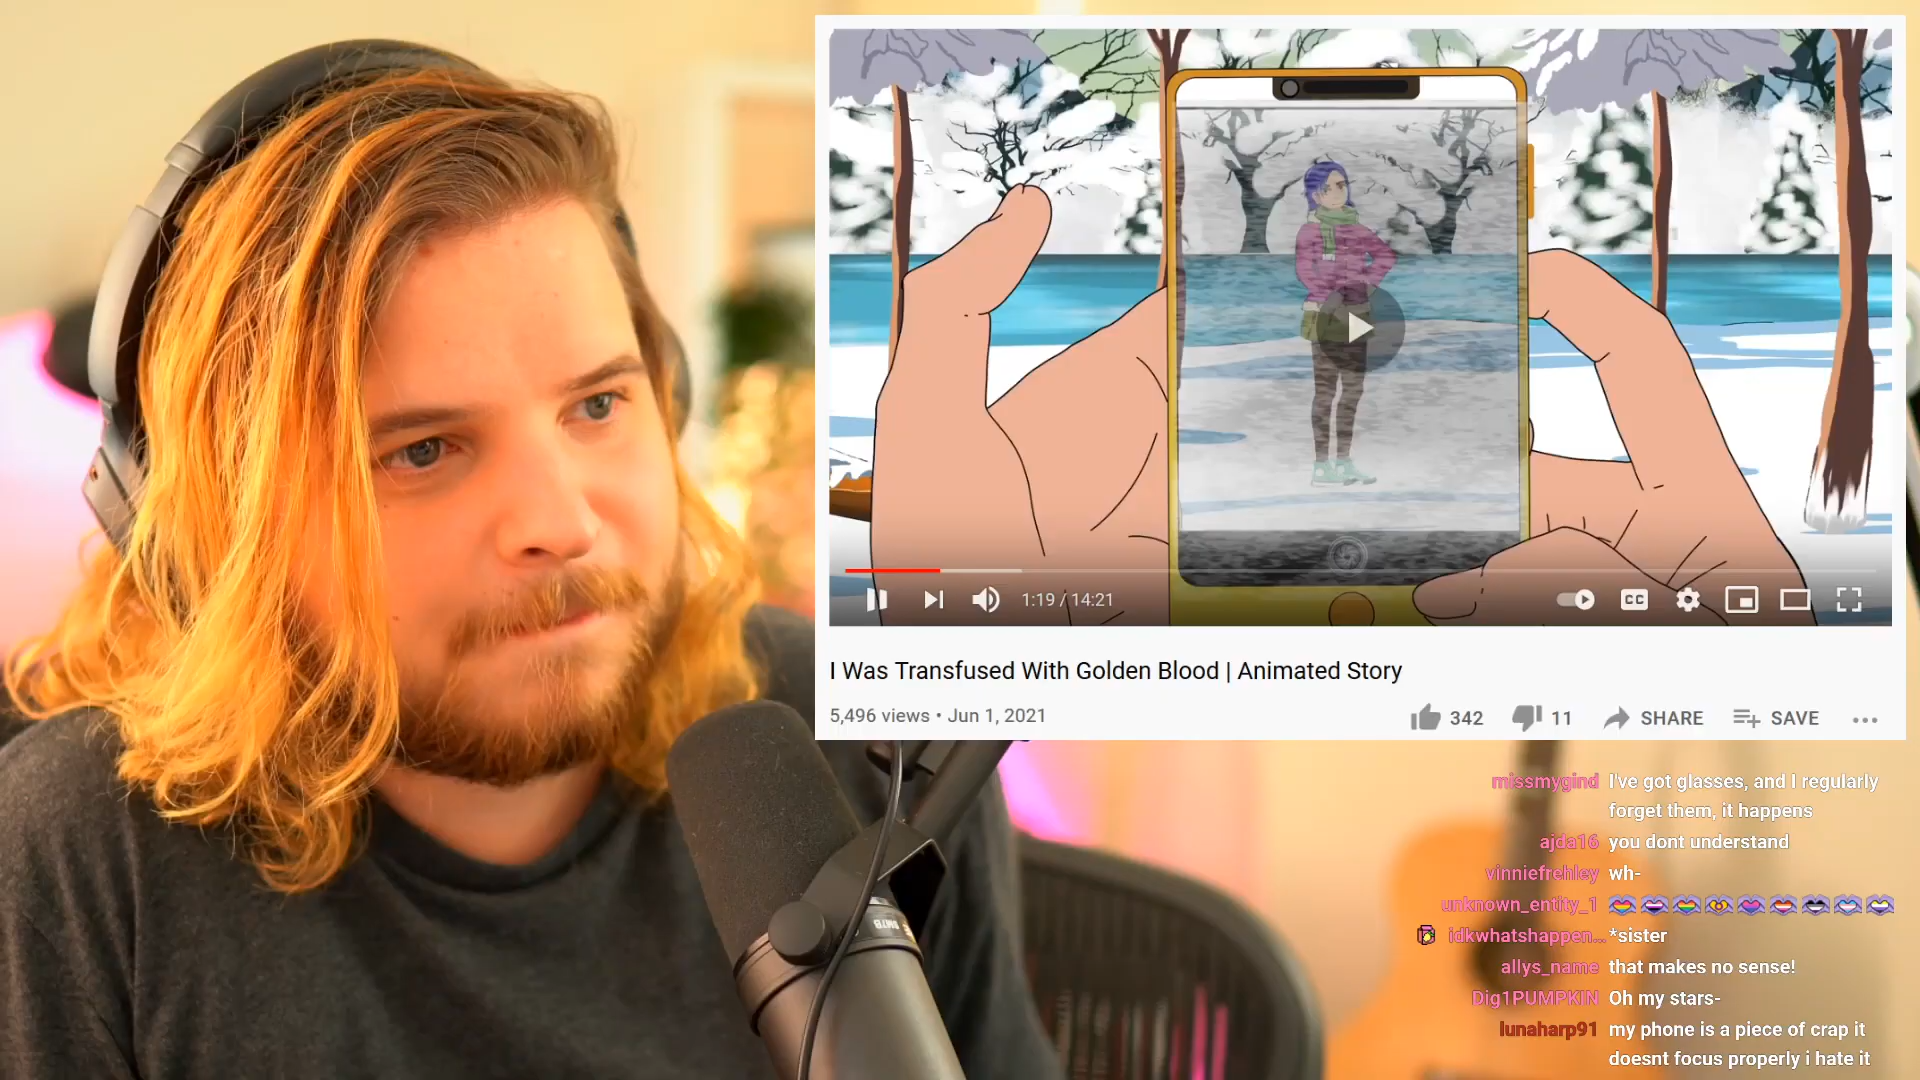 CC
1:19 / 14:21
I Was Transfused With Golden Blood | Animated Story
5,496 views • Jun 1, 2021
342
11
SHARE
SAVE
missmygind I've got glasses, and I regularly
forget them, it happens
ajda16 you dont understand
vinniefrehley wh-
unknown_entity_1
idkwhatshappen... *sister
allys_name that makes no sense!
Dig1PUMPKIN Oh my stars-
lunaharp91 my phone is a piece of crap it
doesnt focus properly i hate it